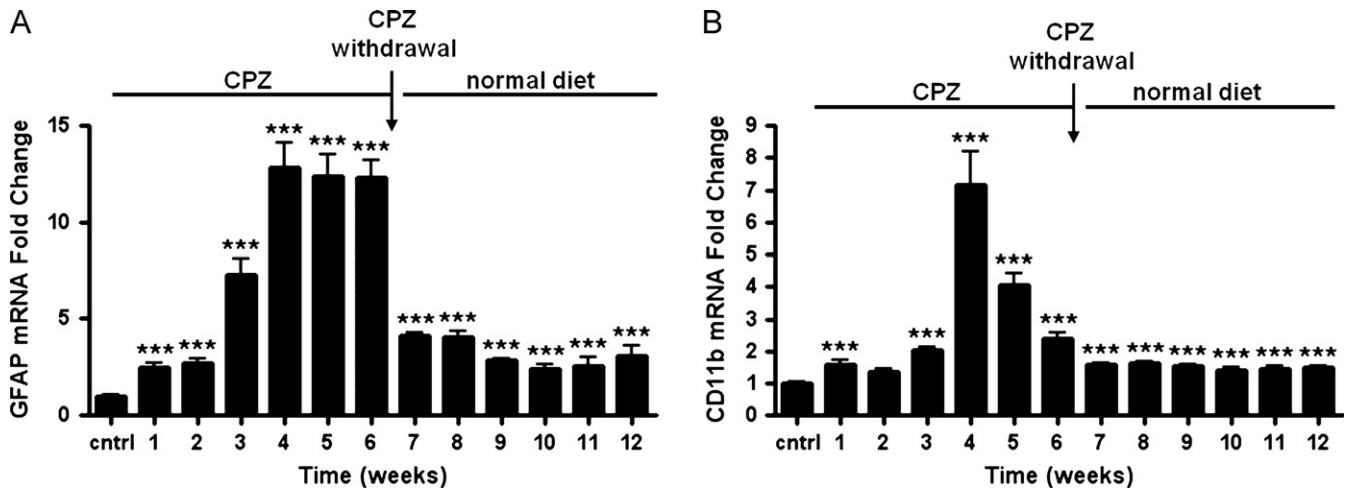 A
CPZ
withdrawal
CPZ
normal diet
GFAP mRNA Fold Change
15
10
5
0
***
***
***
***
***
***
***
***
***
***
***
***
cntrl 1 2 3 4 5 6 7 8 9 10 11 12
Time (weeks)
B
CPZ
withdrawal
CPZ
normal diet
CD11b mRNA Fold Change
9
8
7
6
5
4
3
2
1
0
***
***
***
***
***
***
***
***
***
***
***
cntrl 1 2 3 4 5 6 7 8 9 10 11 12
Time (weeks)